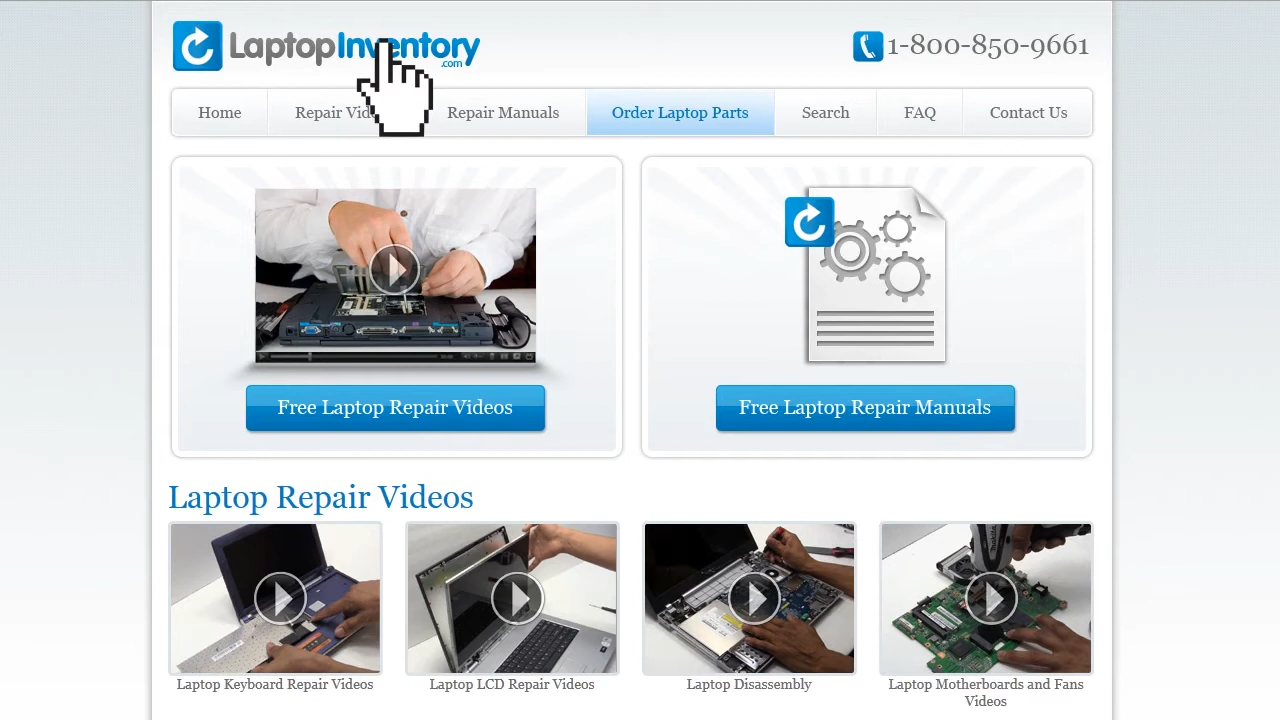 LaptopInventory
.com
1-800-850-9661
Home
Repair
Repair Manuals
Order Laptop Parts
Search
FAQ
Contact Us
Free Laptop Repair Videos
Free Laptop Repair Manuals
Laptop Repair Videos
Laptop Keyboard Repair Videos
Laptop LCD Repair Videos
Laptop Disassembly
Laptop Motherboards and Fans
Videos